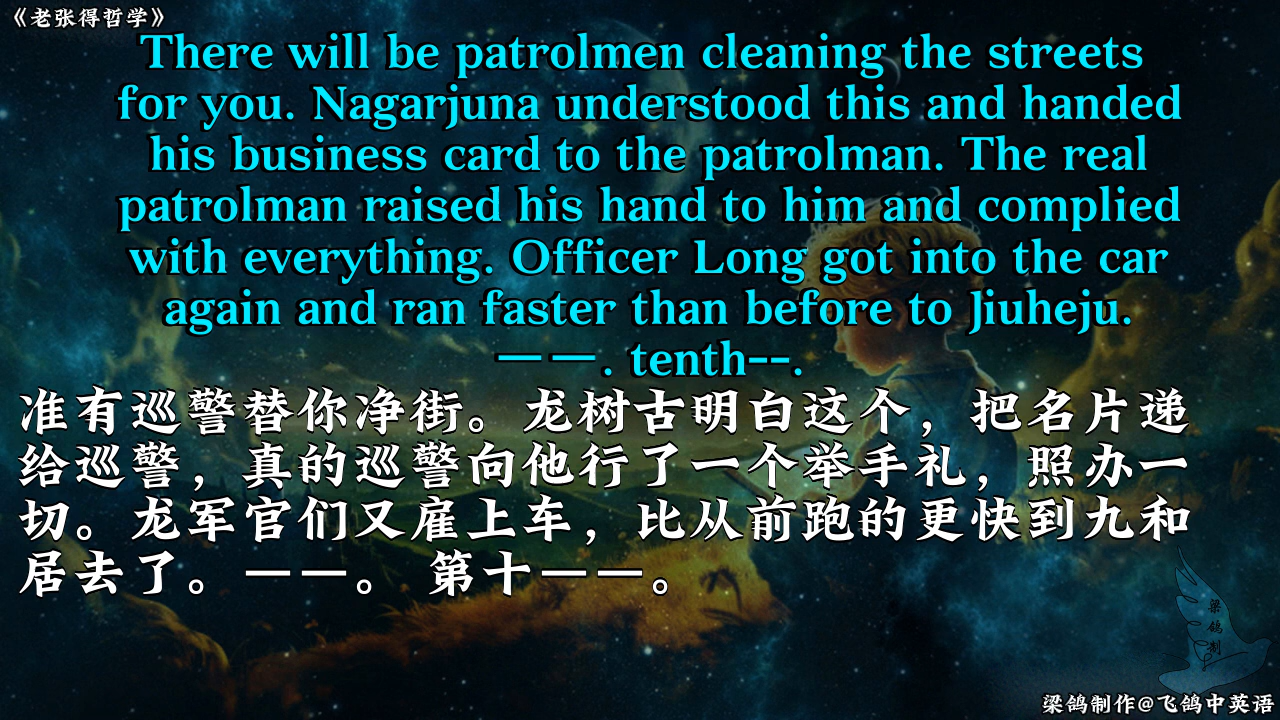 《老张得哲学》
There will be patrolmen cleaning the streets
for you. Nagarjuna understood this and handed
his business card to the patrolman. The real
patrolman raised his hand to him and complied
with everything. Officer Long got into the car
again and ran faster than before to Jiuheju.
——. tenth--.
准有巡警替你净街。龙树古明白这个，把名片递
给巡警，真的巡警向他行了一个举手礼，照办一
切。龙军官们又雇上车，比从前跑的更快到九和
居去了。——。 第十——。
梁鸽制
梁鸽制作@飞鸽中英语